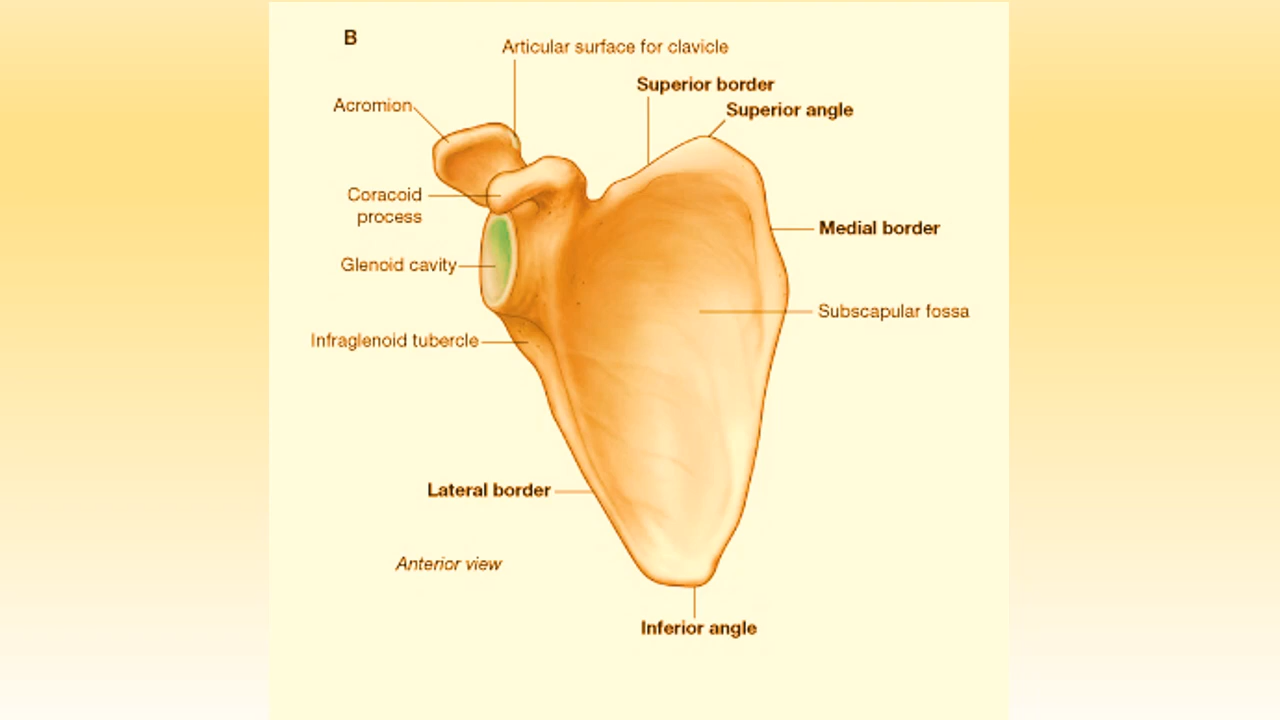 B
Articular surface for clavicle
Superior border
Acromion
Superior angle
Coracoid
process
Medial border
Glenoid cavity
Subscapular fossa
Infraglenoid tubercle
Lateral border
Anterior view
Inferior angle